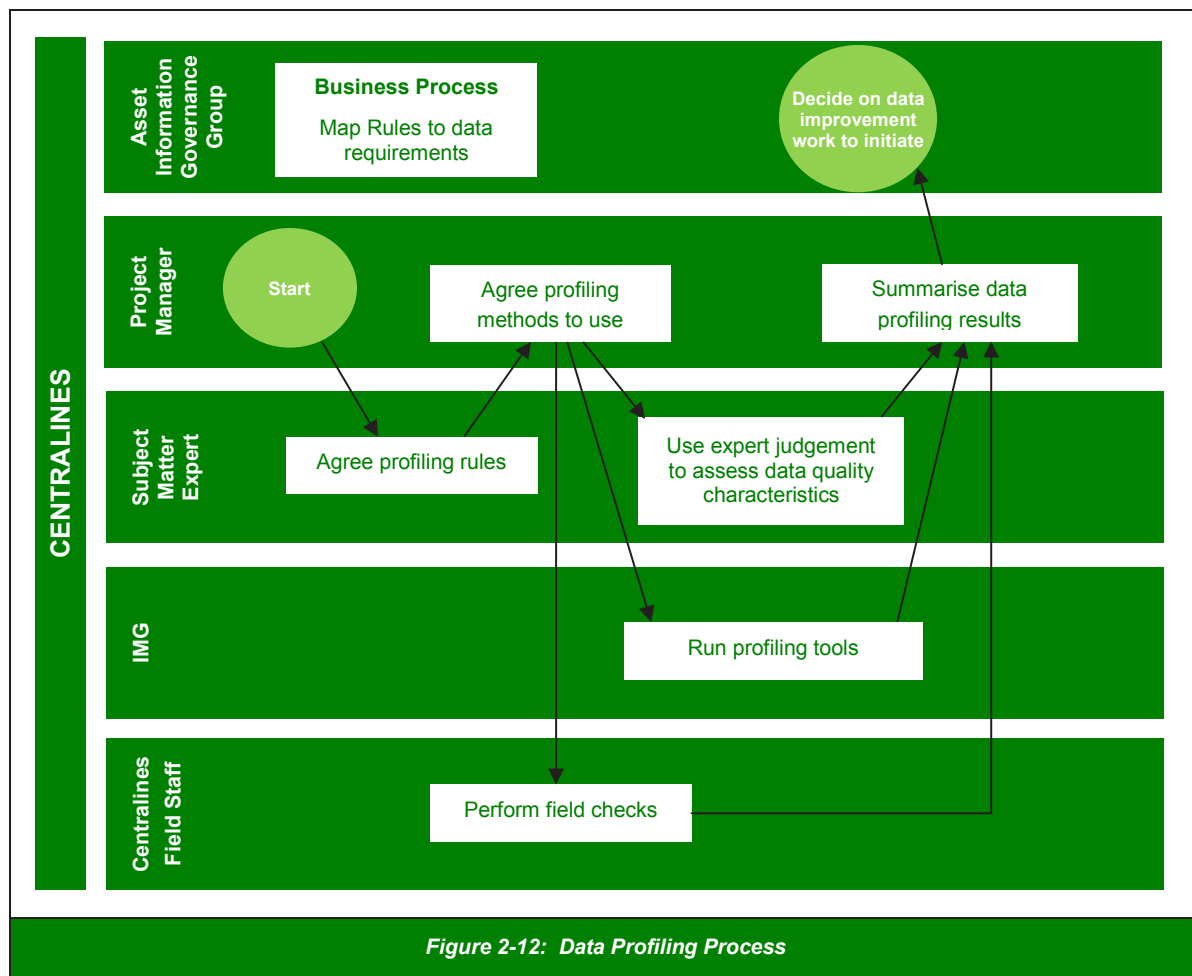 CENTRALINES
Asset
Information
Governance
Group
Business Process
Map Rules to data
requirements
Decide on data
improvement
work to initiate
Project
Manager
Start
Agree profiling
methods to use
Summarise data
profiling results
Subject
Matter
Expert
Agree profiling rules
Use expert judgement
to assess data quality
characteristics
IMG
Run profiling tools
Centralines
Field Staff
Perform field checks
Figure 2-12: Data Profiling Process